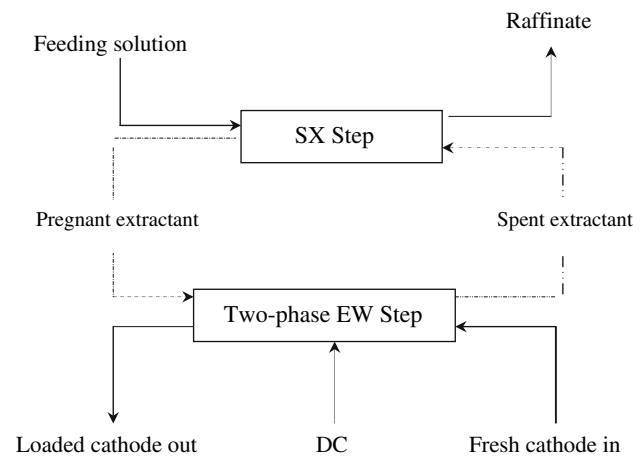 Raffinate
Feeding solution
SX Step
Pregnant extractant
Spent extractant
Two-phase EW Step
Loaded cathode out
DC
Fresh cathode in